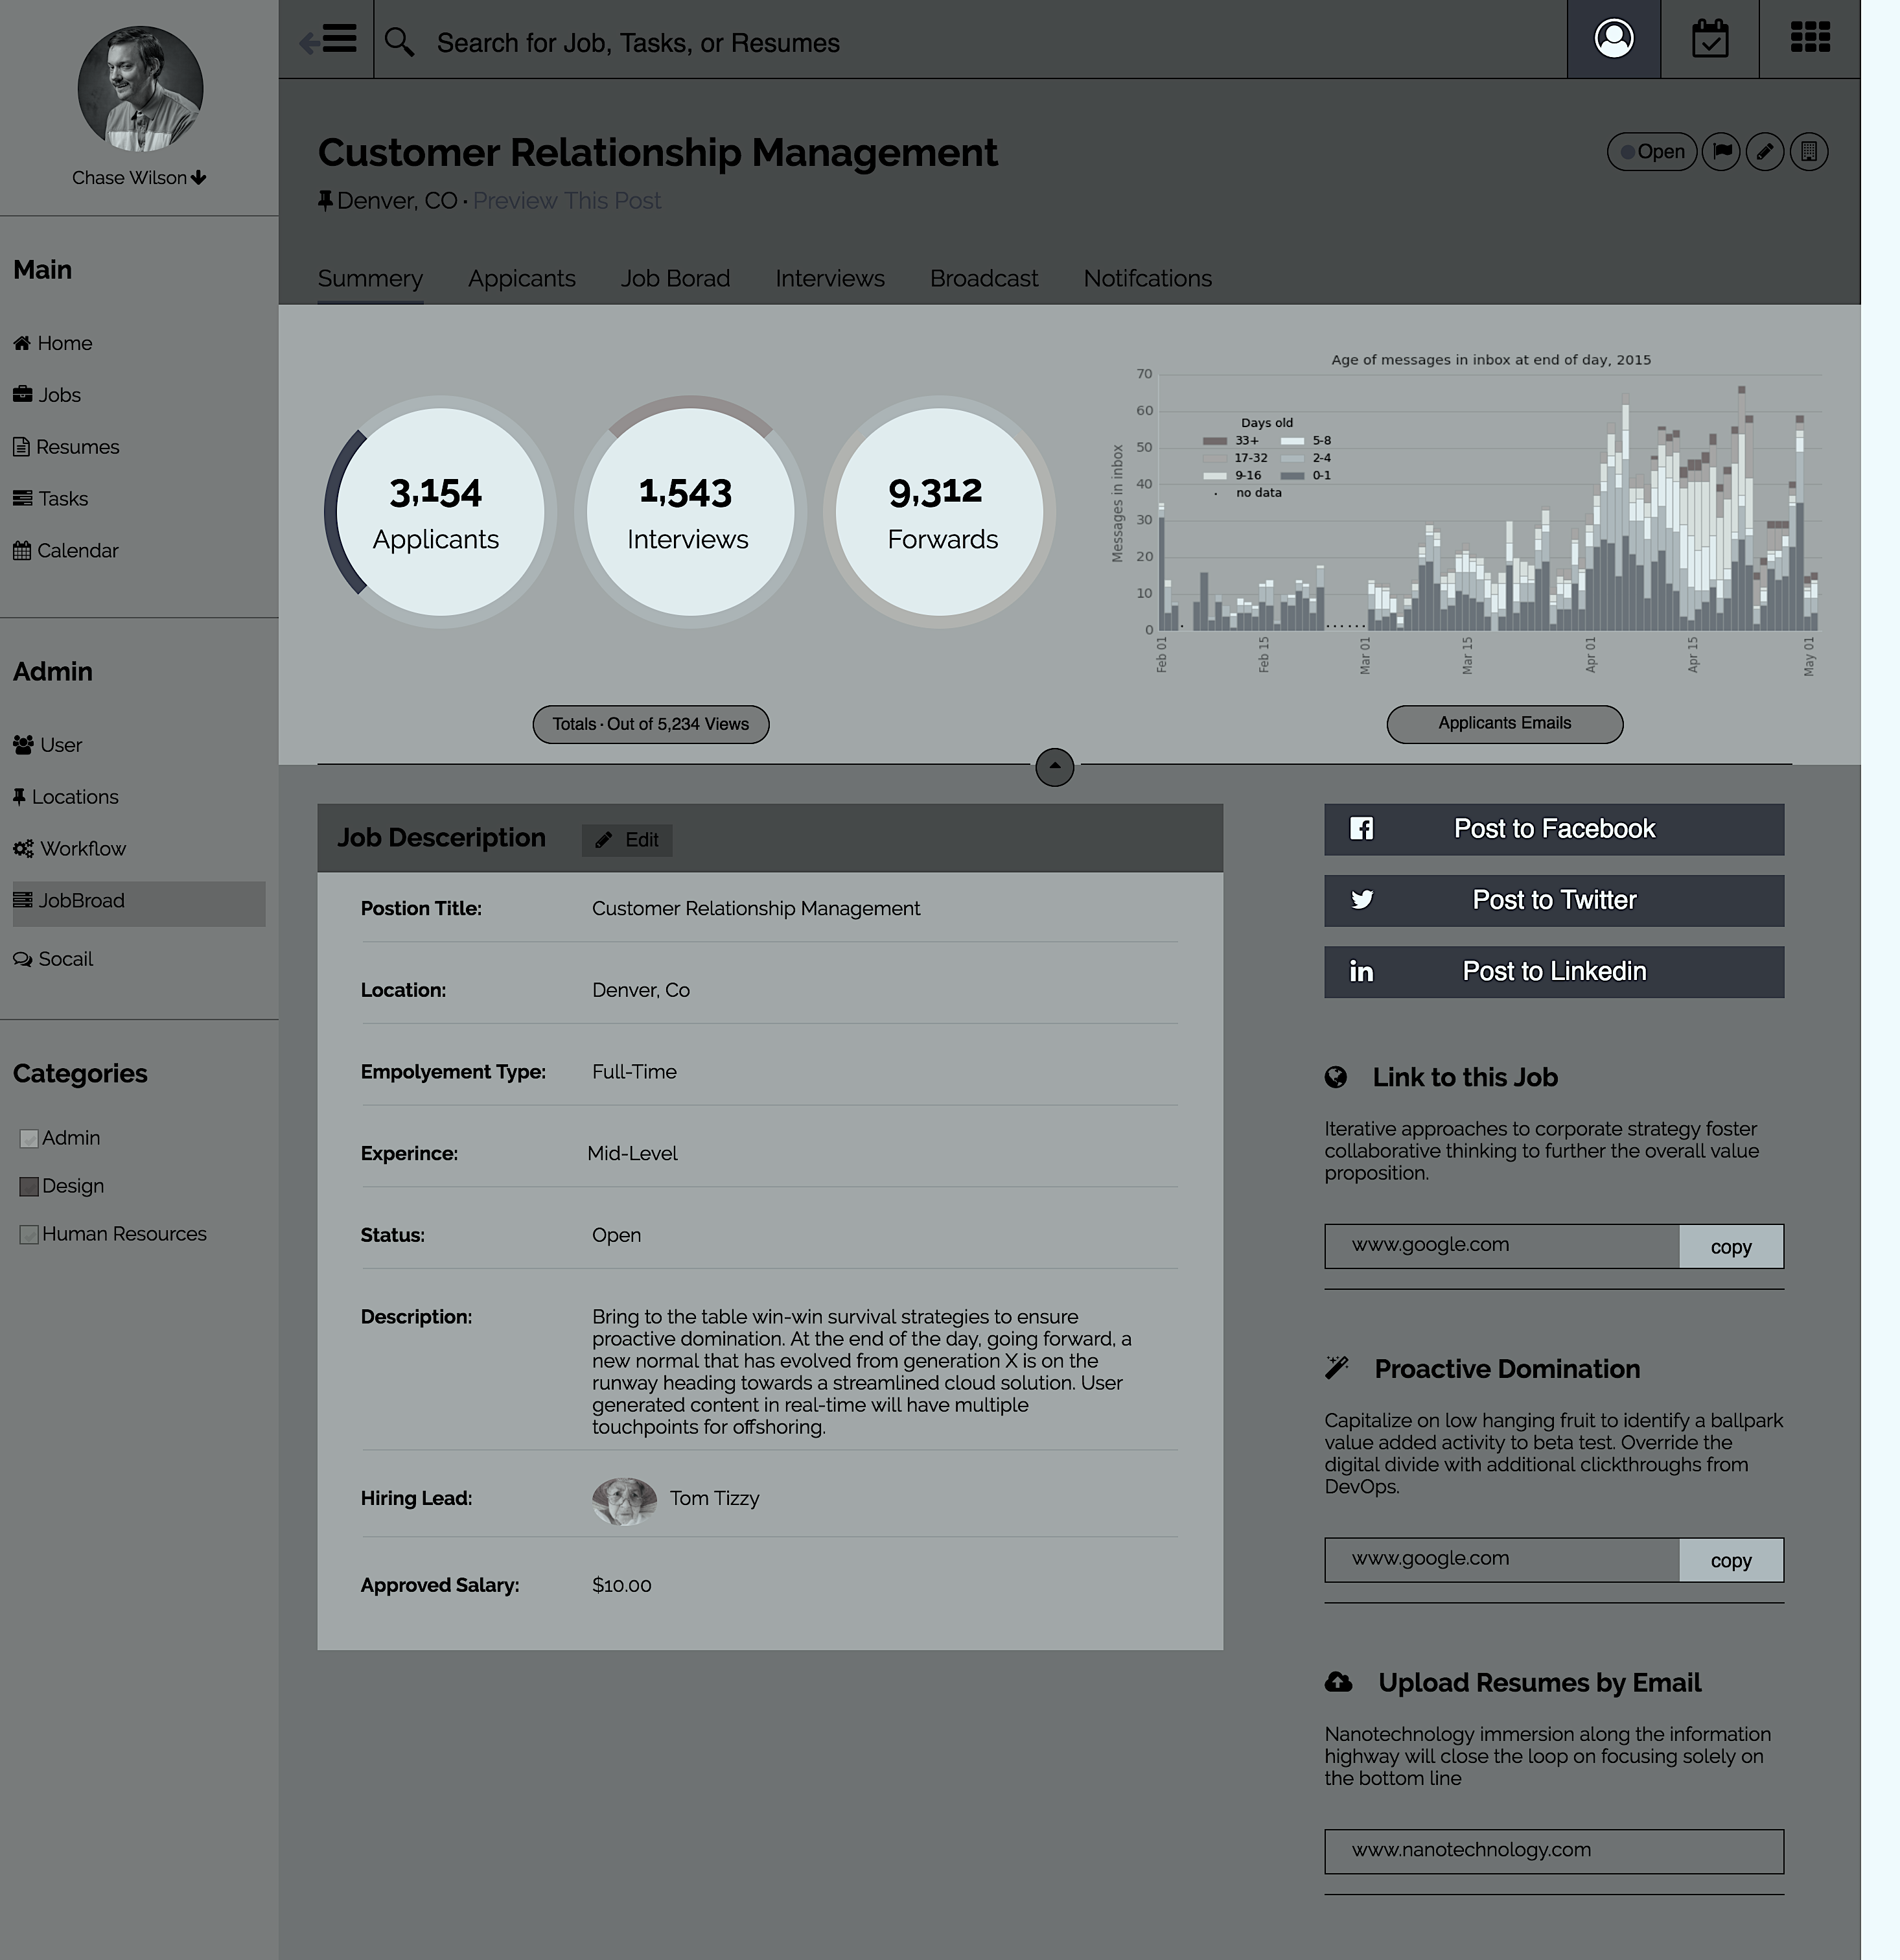 Chase Wilson
Main
Home
Jobs
Resumes
Tasks
Calendar
Admin
User
Locations
Workflow
JobBroad
Socail
Categories
Admin
Design
Human Resources
Search for Job, Tasks, or Resumes
Customer Relationship Management
Open
Denver, CO · Preview This Post
Summery
Appicants
Job Borad
Interviews
Broadcast
Notifcations
3,154
Applicants
1,543
Interviews
9,312
Forwards
Totals · Out of 5,234 Views
Age of messages in inbox at end of day, 2015
Messages in inbox
70
60
50
40
30
20
10
0
Days old
33+
17-32
9-16
no data
5-8
2-4
0-1
Feb 01
Feb 15
Mar 01
Mar 15
Apr 01
Apr 15
May 01
Applicants Emails
Job Desceription
Edit
Postion Title: Customer Relationship Management
Location: Denver, Co
Empolyement Type: Full-Time
Experince: Mid-Level
Status: Open
Description: Bring to the table win-win survival strategies to ensure
proactive domination. At the end of the day, going forward, a
new normal that has evolved from generation X is on the
runway heading towards a streamlined cloud solution. User
generated content in real-time will have multiple
touchpoints for offshoring.
Hiring Lead: Tom Tizzy
Approved Salary: $10.00
Post to Facebook
Post to Twitter
Post to Linkedin
Link to this Job
Iterative approaches to corporate strategy foster
collaborative thinking to further the overall value
proposition.
www.google.com
copy
Proactive Domination
Capitalize on low hanging fruit to identify a ballpark
value added activity to beta test. Override the
digital divide with additional clickthroughs from
DevOps.
www.google.com
copy
Upload Resumes by Email
Nanotechnology immersion along the information
highway will close the loop on focusing solely on
the bottom line
www.nanotechnology.com